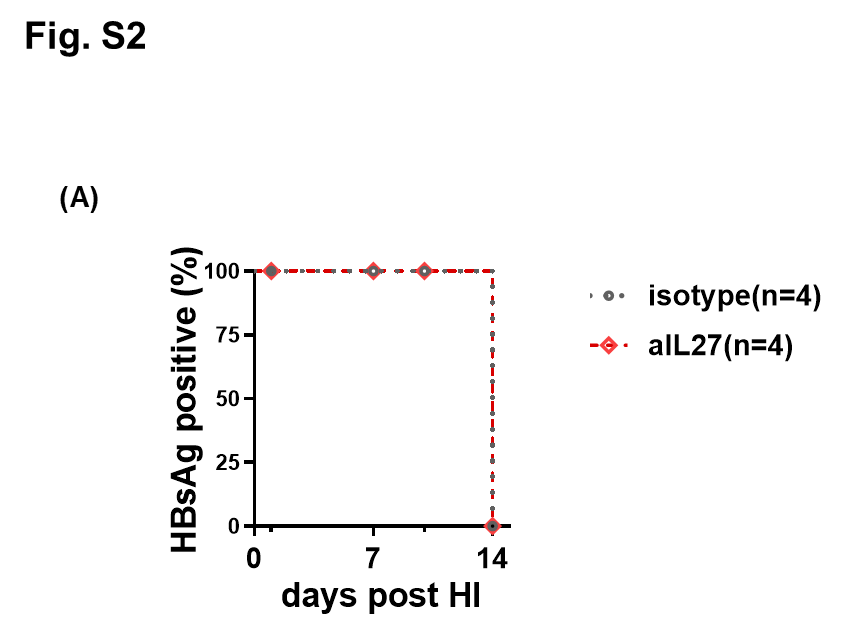 Fig. S2
(A)
HBsAg positive (%)
100
75
50
25
0
0 7 14
days post HI
isotype(n=4)
aIL27(n=4)